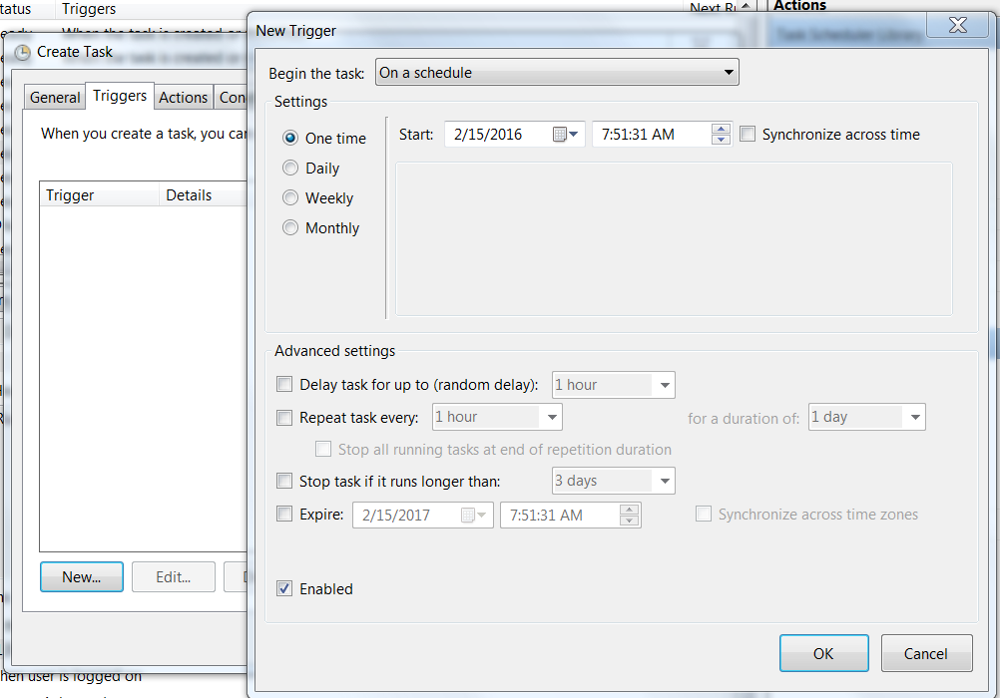 tatus Triggers Next Ru Actions
New Trigger
Create Task
Begin the task: On a schedule
General Triggers Actions Con
Settings
When you create a task, you can
One time
Start: 2/15/2016 7:51:31 AM Synchronize across time
Daily
Weekly
Monthly
Trigger Details
Advanced settings
Delay task for up to (random delay): 1 hour
Repeat task every: 1 hour for a duration of: 1 day
Stop all running tasks at end of repetition duration
Stop task if it runs longer than: 3 days
Expire: 2/15/2017 7:51:31 AM Synchronize across time zones
New... Edit... D
Enabled
OK Cancel
hen user is logged on